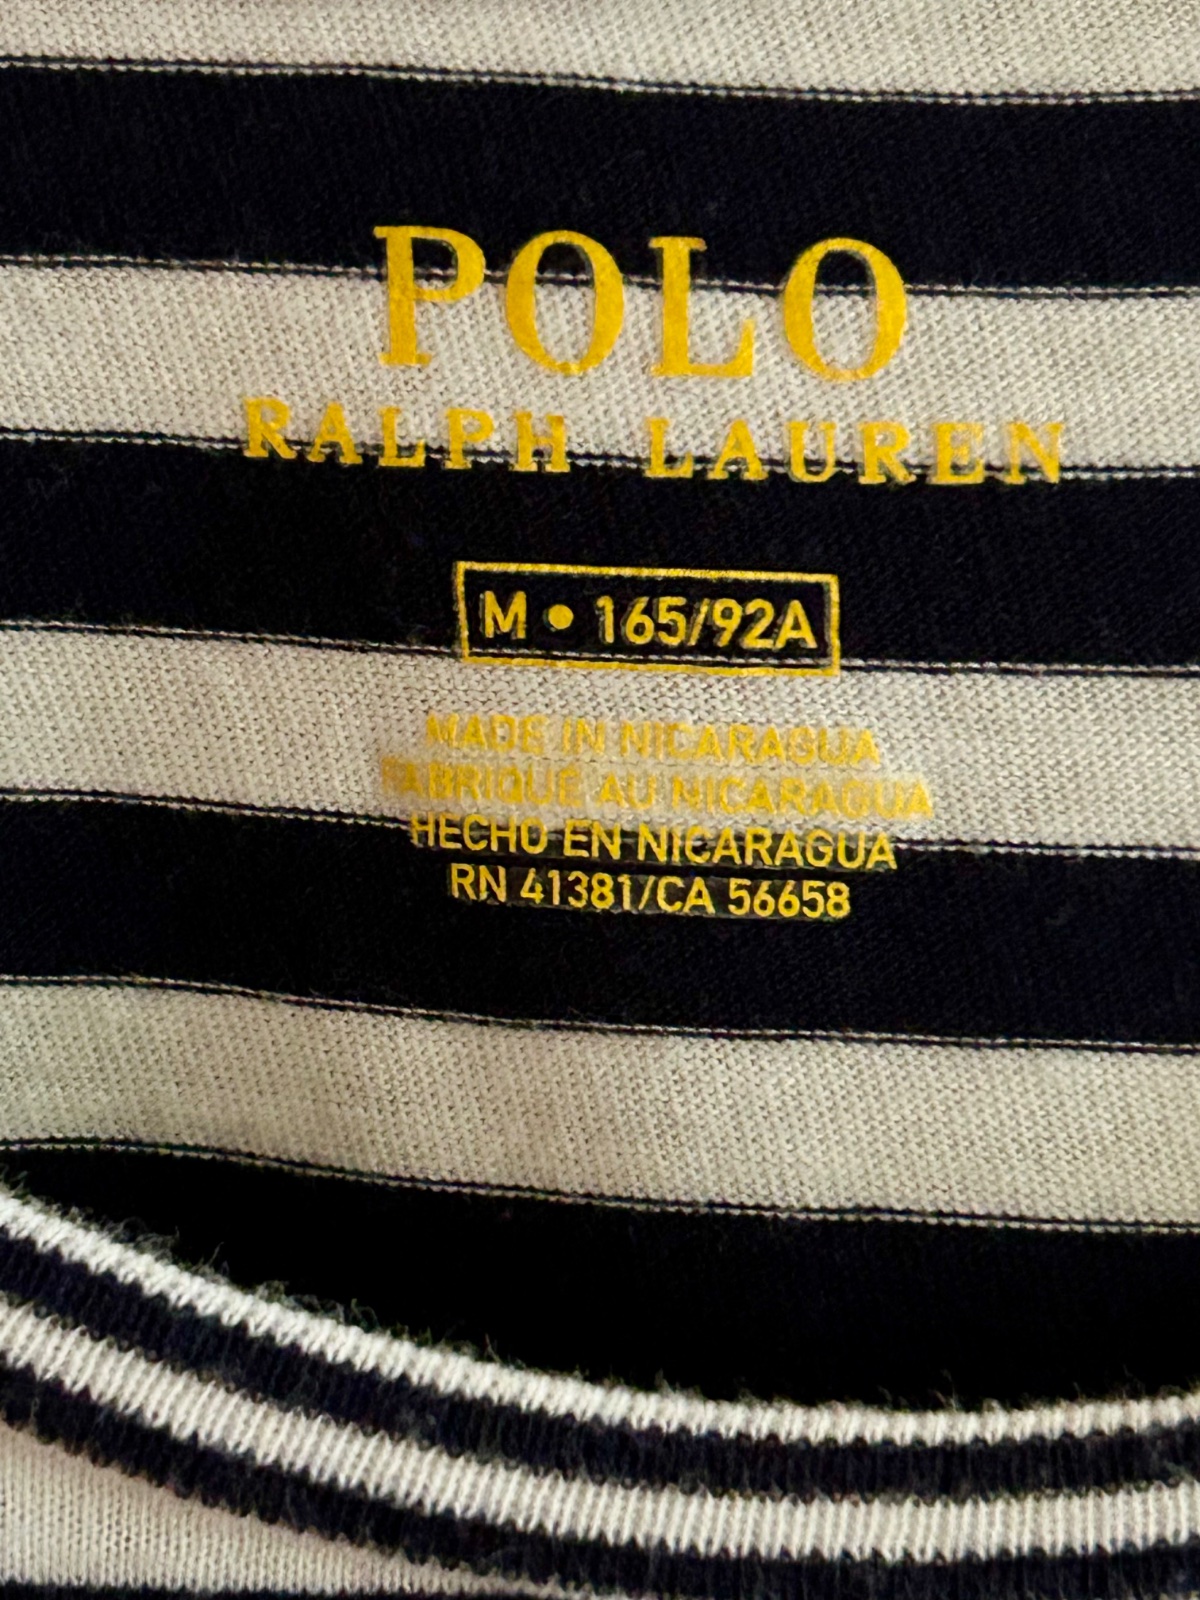 POLO
RALPH LAUREN
M • 165/92A
MADE IN NICARAGUA
FABRIQUÉ AU NICARAGUA
HECHO EN NICARAGUA
RN 41381/CA 56658